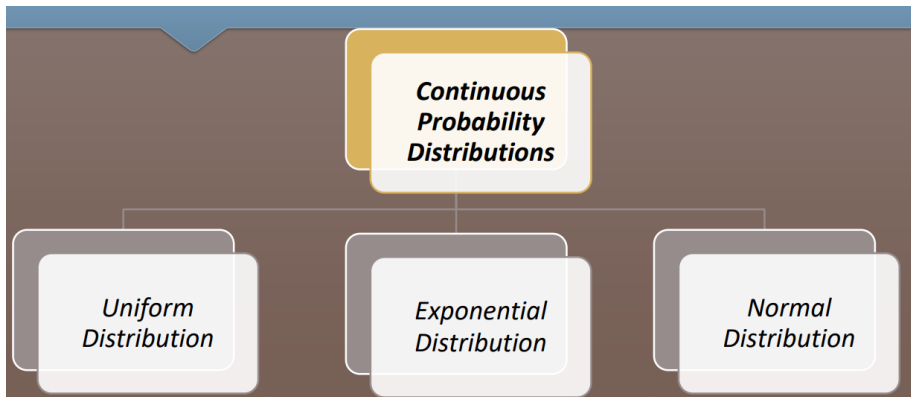 Continuous
Probability
Distributions
Uniform
Distribution
Exponential
Distribution
Normal
Distribution